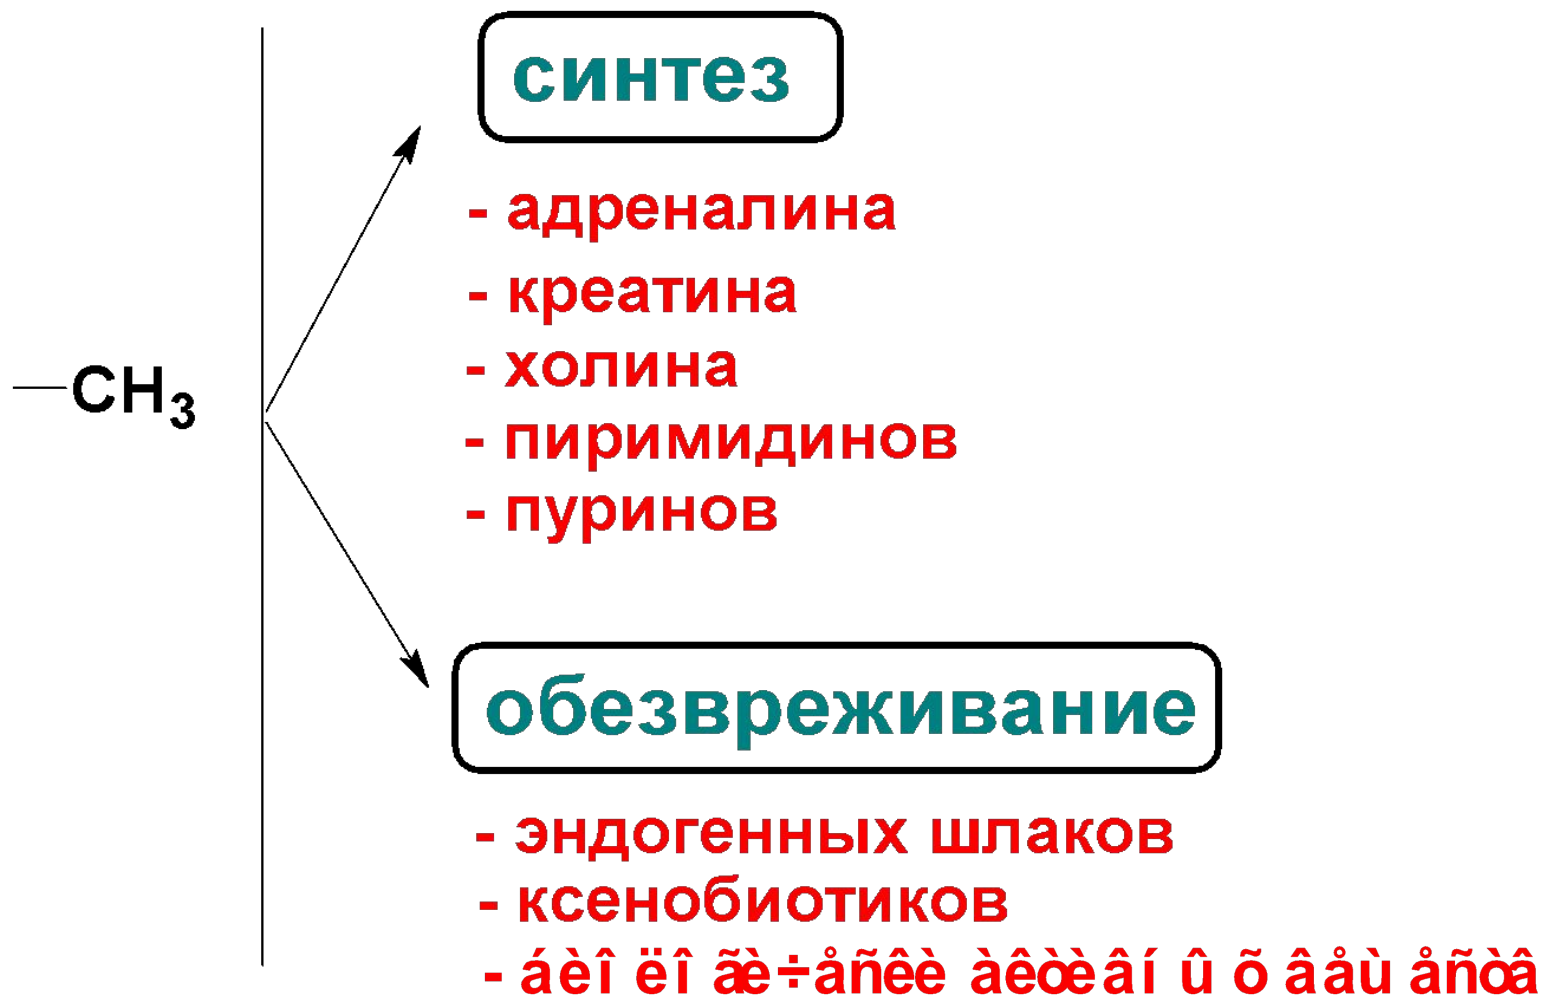 синтез
- адреналина
- креатина
- холина
- пиримидинов
- пуринов
—CH₃
обезвреживание
- эндогенных шлаков
- ксенобиотиков
- áèî ëî ãè÷åñêè àêòèâí û õ âåù åñòâ